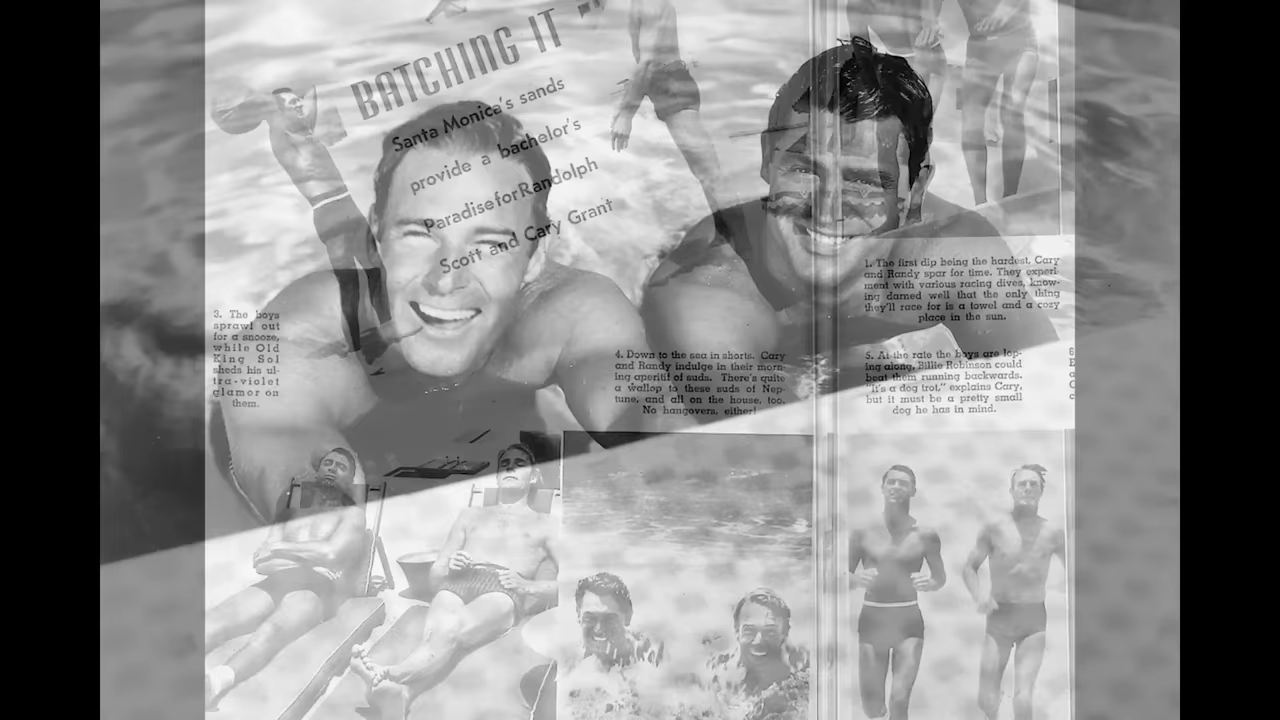 BATCHING IT
Santa Monica's sands
provide a bachelor's
Paradise for Randolph
Scott and Cary Grant
1. The first dip being the hardest, Cary
and Randy spar for time. They experi-
ment with various racing dives, know-
ing darned well that the only thing
they'll race for is a towel and a cozy
place in the sun.
3. The boys
sprawl out
for a snooze,
while Old
King Sol
sheds his ul-
tra-violet
glamor on
them.
4. Down to the sea in shorts. Cary
and Randy indulge in their morn-
ing aperitif of suds. There's quite
a wallop to these suds of Nep-
tune, and all on the house, too.
No hangovers, either!
5. At the rate the boys are lop-
ing along, Billie Robinson could
beat them running backwards.
"It's a dog trot," explains Cary,
but it must be a pretty small
dog he has in mind.